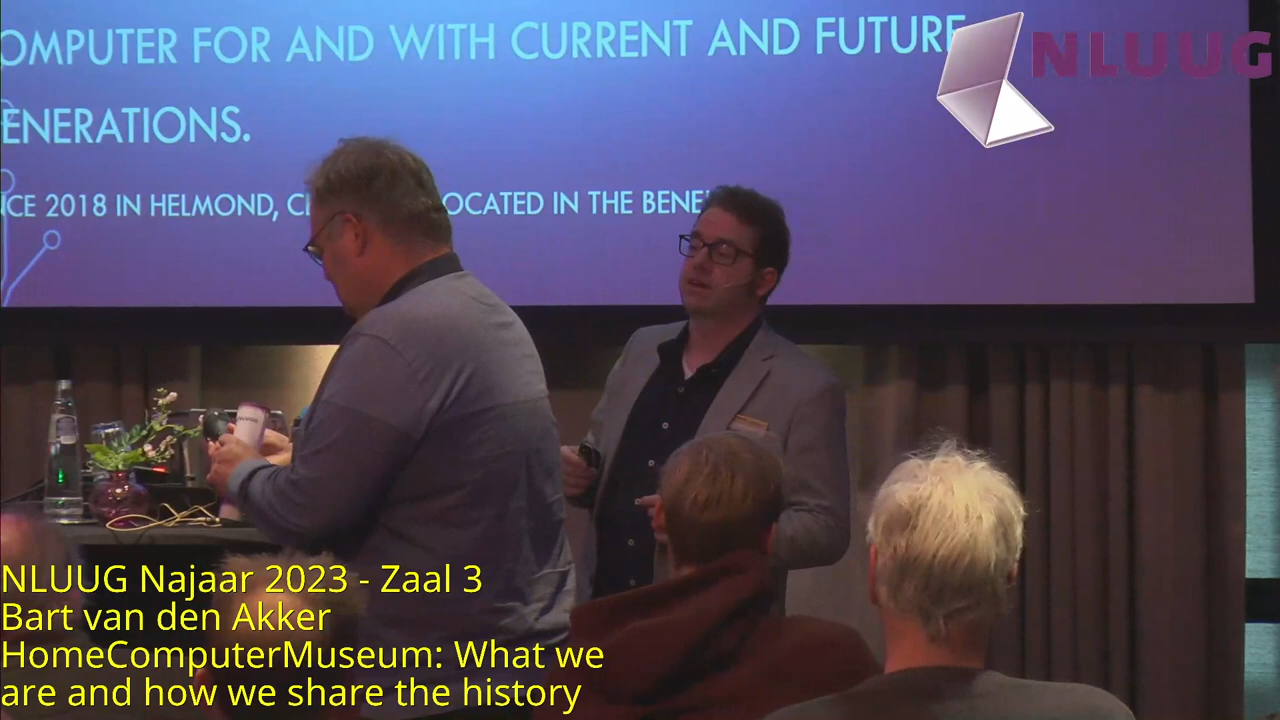 OMPUTER FOR AND WITH CURRENT AND FUTURE
ENERATIONS.
2018 IN HELMOND, OCATED IN THE BENE
NLUUG
NLUUG Najaar 2023 - Zaal 3
Bart van den Akker
HomeComputerMuseum: What we
are and how we share the history